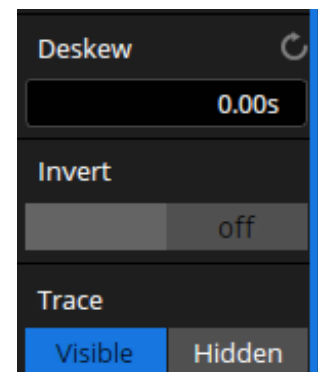 Deskew
0.00s
Invert
off
Trace
Visible Hidden